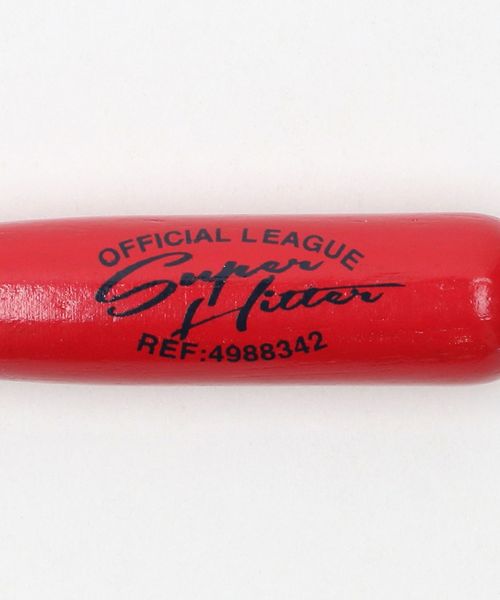 OFFICIAL LEAGUE
Super
Hitter
REF:4988342